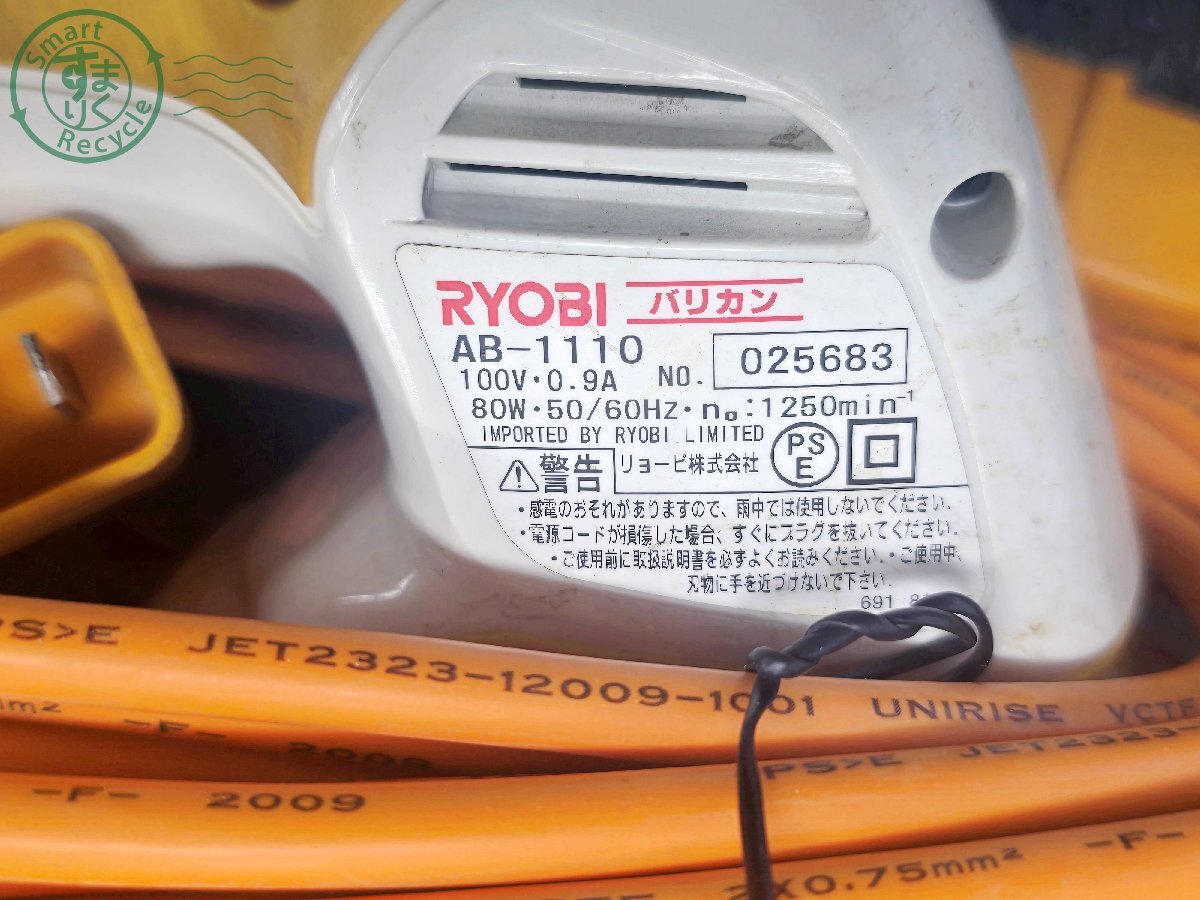 Smart
すまりく
Recycle
RYOBI バリカン
AB-1110
100V・0.9A NO. 025683
80W・50/60Hz・n₀:1250min⁻¹
IMPORTED BY RYOBI LIMITED
警告 リョービ株式会社
PS
E
・感電のおそれがありますので、雨中では使用しないでください.
・電源コードが損傷した場合、すぐにプラグを抜いてください.
・ご使用前に取扱説明書を必ずよくお読みください.・ご使用中、
刃物に手を近づけないで下さい.
691
PS>E JET2323-12009-1001 UNIRISE VCTF
mm² -F- 2009
PS>E JET2323-
-F- 2009
2X0.75mm² -F-